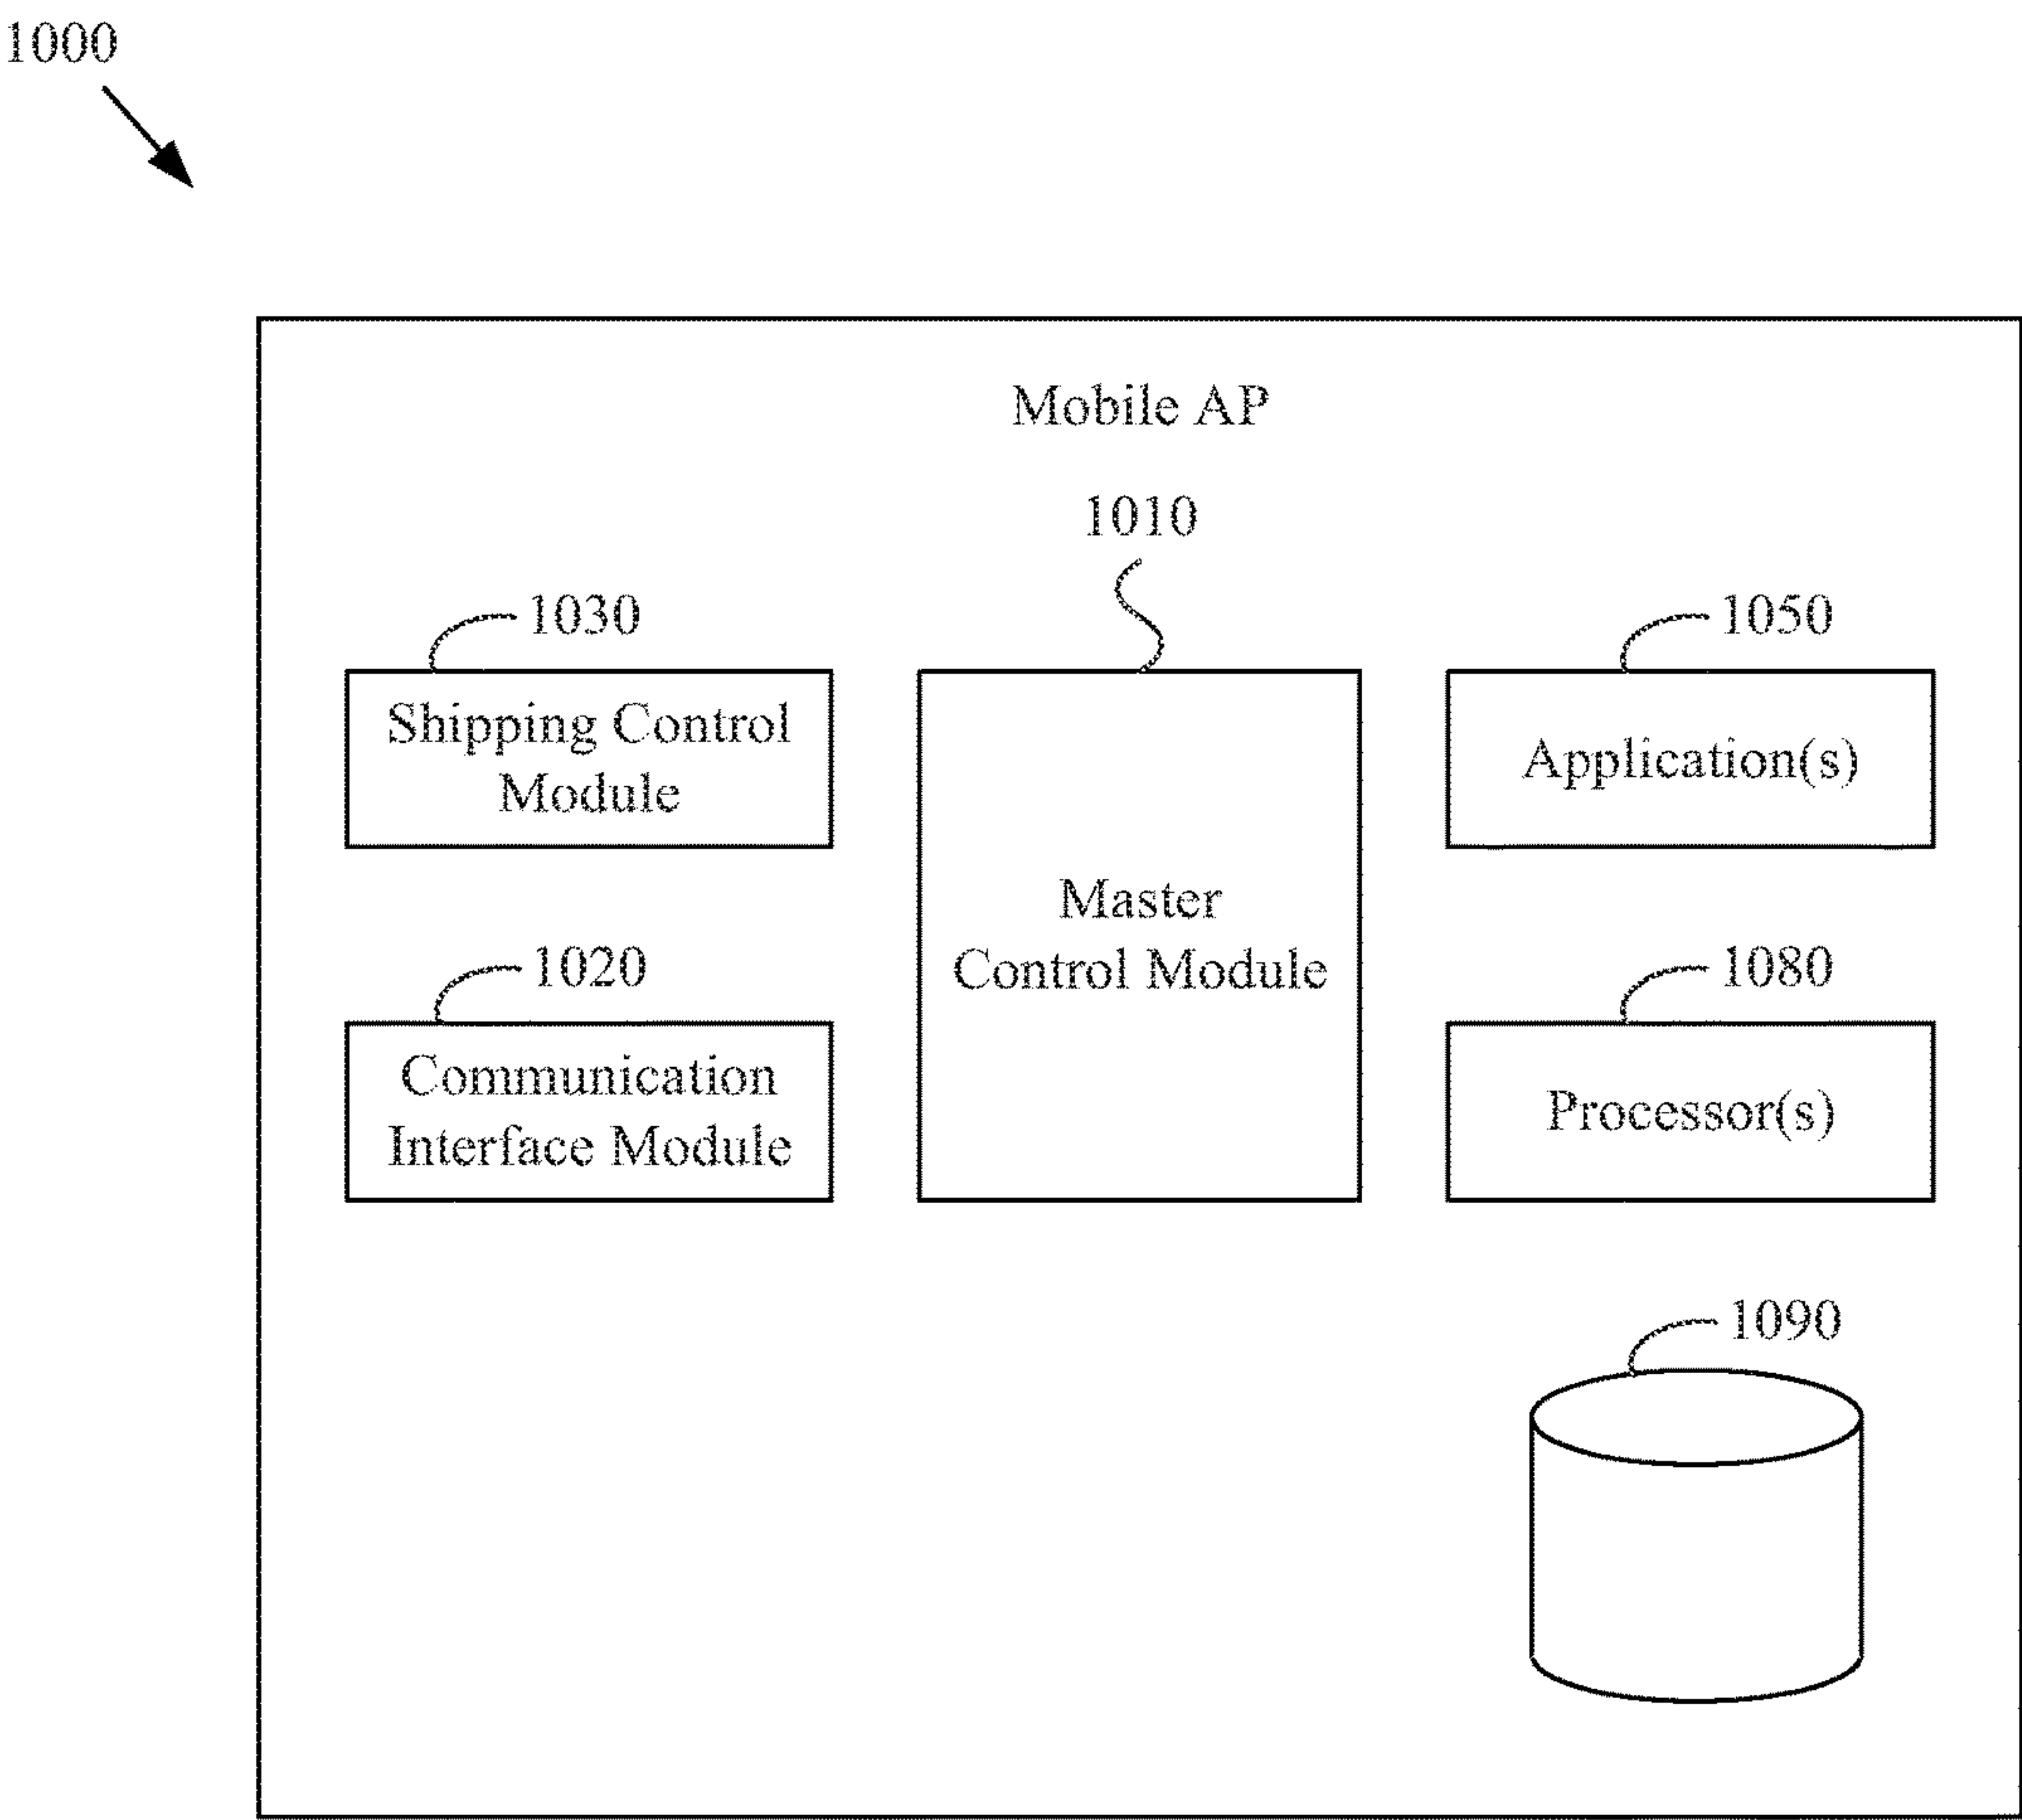 1000
Mobile AP
1010
1030
1050
Shipping Control
Module
Application(s)
Master
Control Module
1020
1080
Communication
Interface Module
Processor(s)
1090